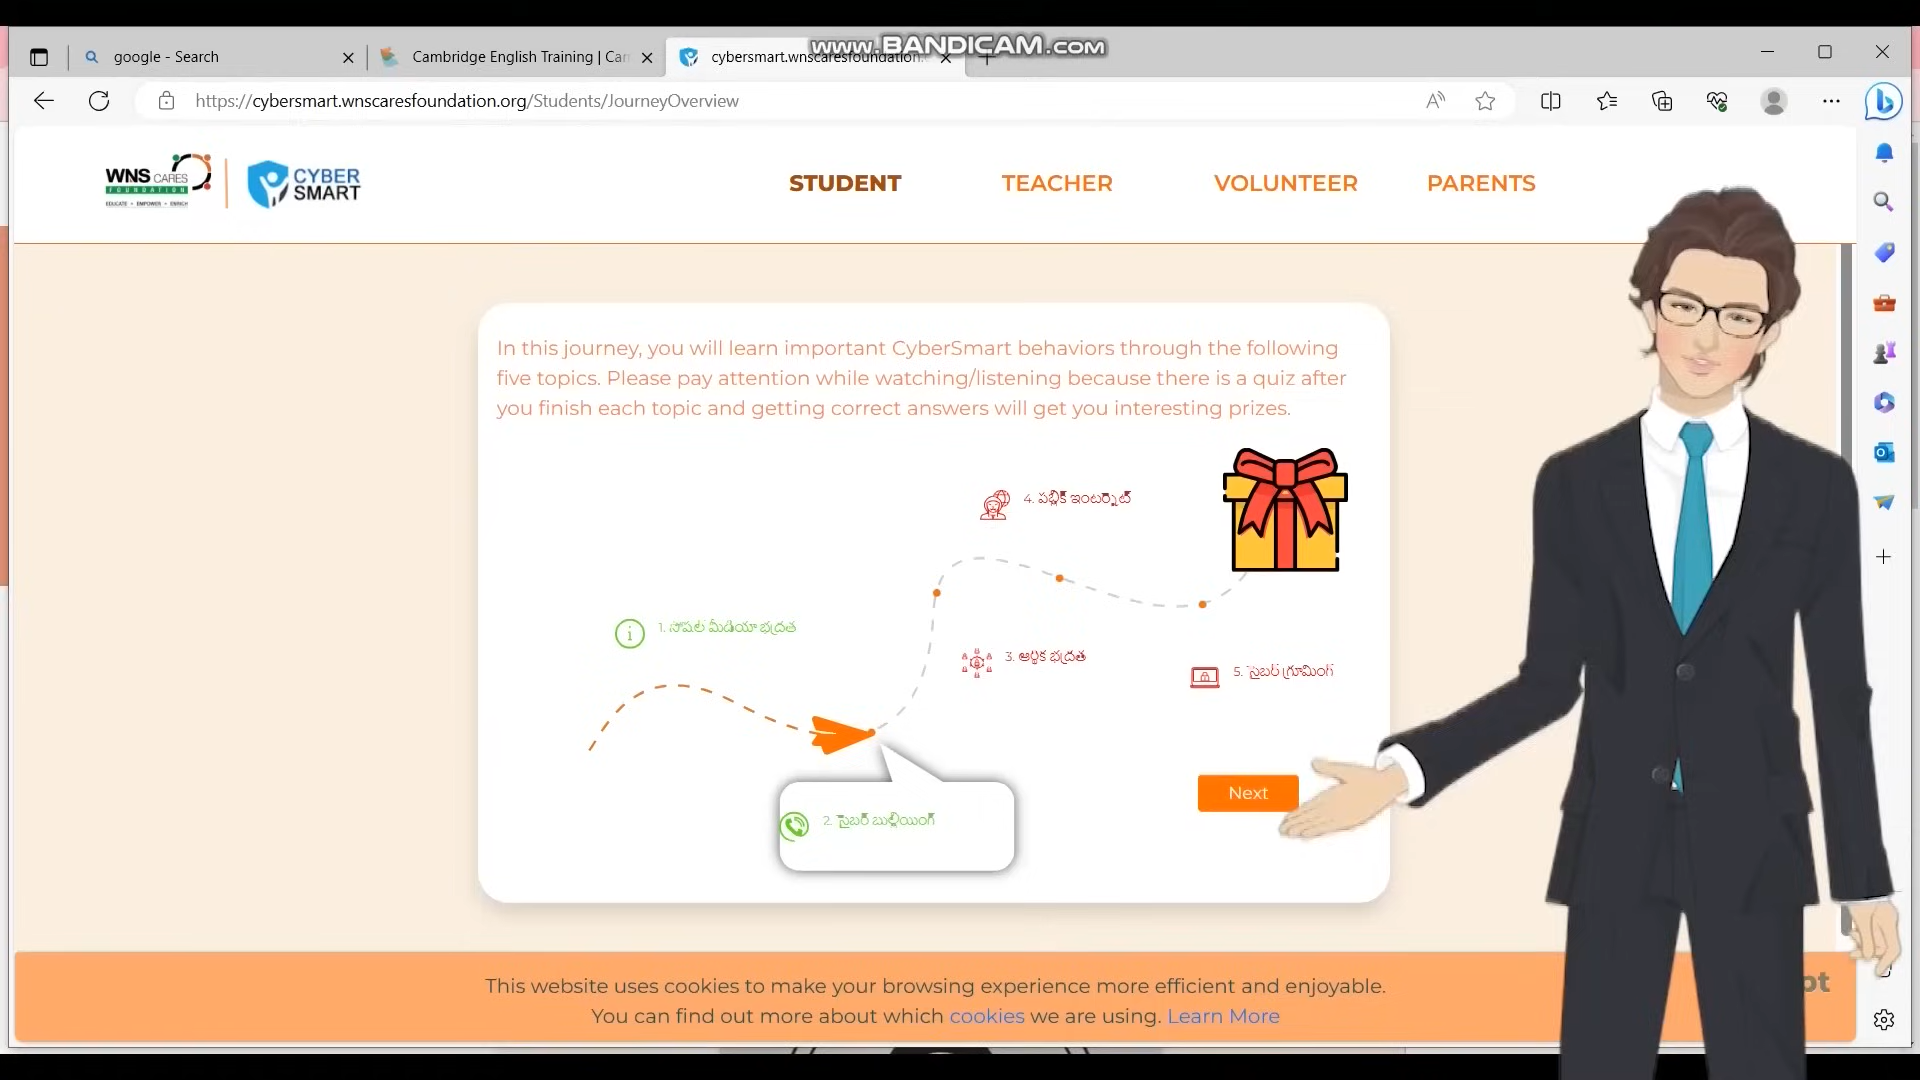 www.BANDICAM.com
google - Search
Cambridge English Training | Car
cybersmart.wnscaresfoundation.
https://cybersmart.wnscaresfoundation.org/Students/JourneyOverview
WNS CARES
FOUNDATION
EDUCATE • EMPOWER • ENRICH
CYBER
SMART
STUDENT
TEACHER
VOLUNTEER
PARENTS
In this journey, you will learn important CyberSmart behaviors through the following
five topics. Please pay attention while watching/listening because there is a quiz after
you finish each topic and getting correct answers will get you interesting prizes.
4. పబ్లిక్ ఇంటర్నెట్
1. సోషల్ మీడియా భద్రత
3. ఆర్థిక భద్రత
5. సైబర్ గ్రూమింగ్
Next
2. సైబర్ బుల్లీయింగ్
This website uses cookies to make your browsing experience more efficient and enjoyable.
You can find out more about which cookies we are using. Learn More